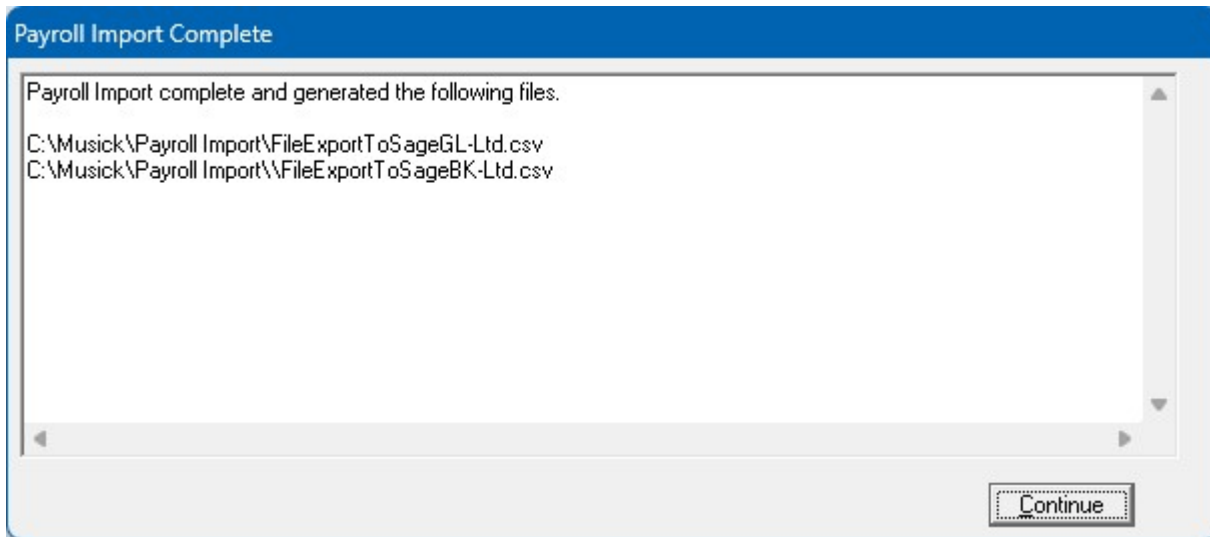 Payroll Import Complete
Payroll Import complete and generated the following files.
C:\Musick\Payroll Import\FileExportToSageGL-Ltd.csv
C:\Musick\Payroll Import\\FileExportToSageBK-Ltd.csv
Continue